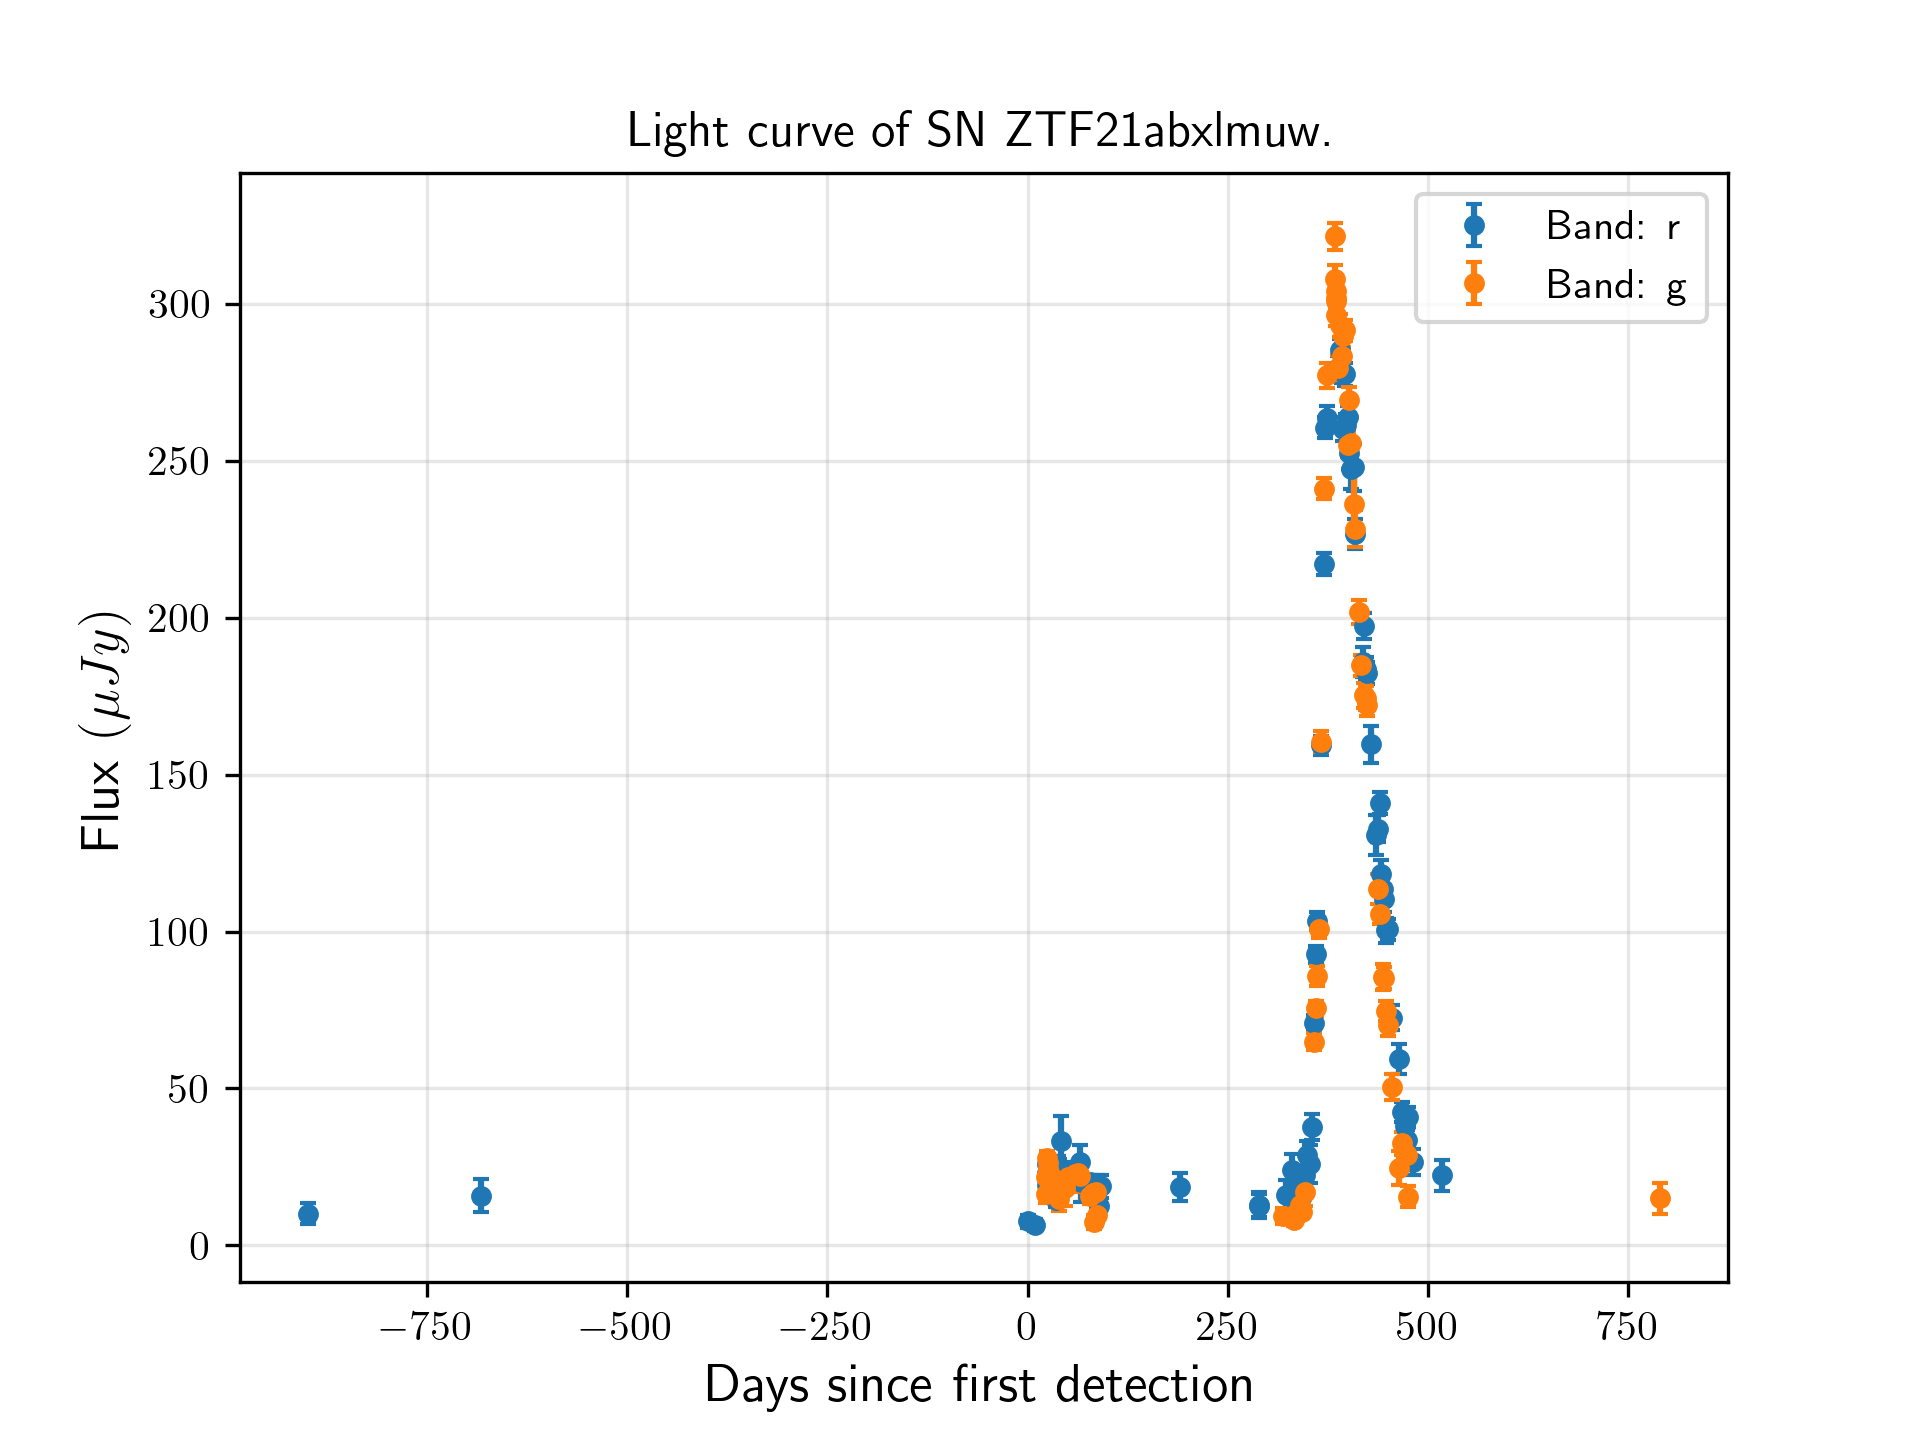 Light curve of SN ZTF21abxlmuw.
Band: r
Band: g
300
250
200
150
100
50
0
Flux (μJy)
−750 −500 −250 0 250 500 750
Days since first detection